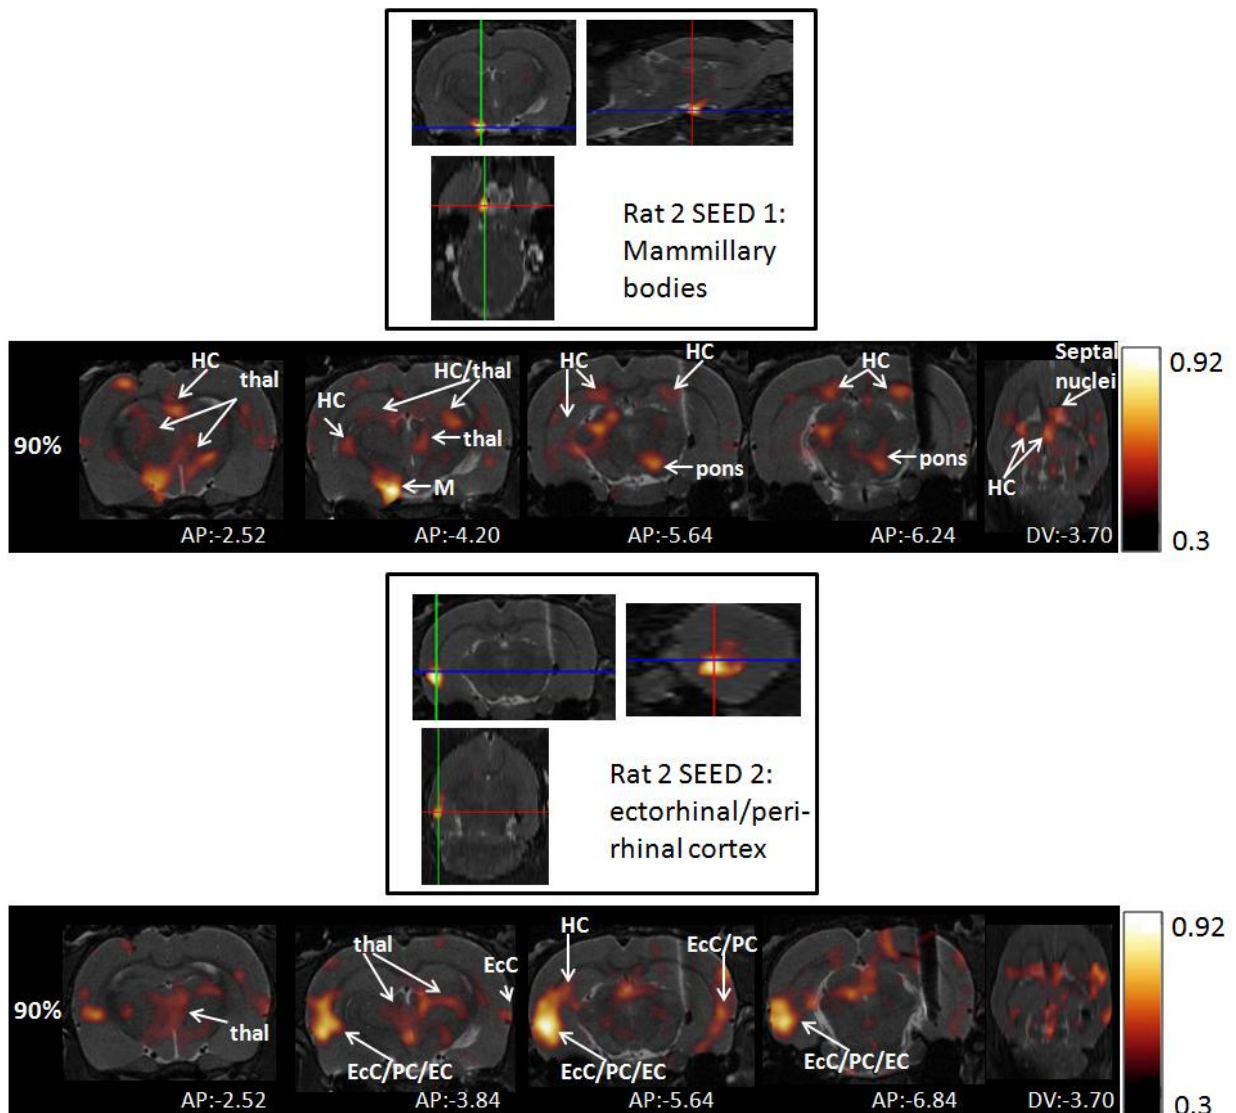 Rat 2 SEED 1:
Mammillary
bodies
HC
thal
HC/thal
HC
thal
M
HC
HC
pons
HC
pons
Septal
nuclei
HC
90%
AP:-2.52
AP:-4.20
AP:-5.64
AP:-6.24
DV:-3.70
0.92
0.3
Rat 2 SEED 2:
ectorhinal/peri-
rhinal cortex
thal
thal
EcC
EcC/PC/EC
HC
EcC/PC
EcC/PC/EC
EcC/PC/EC
90%
AP:-2.52
AP:-3.84
AP:-5.64
AP:-6.84
DV:-3.70
0.92
0.3